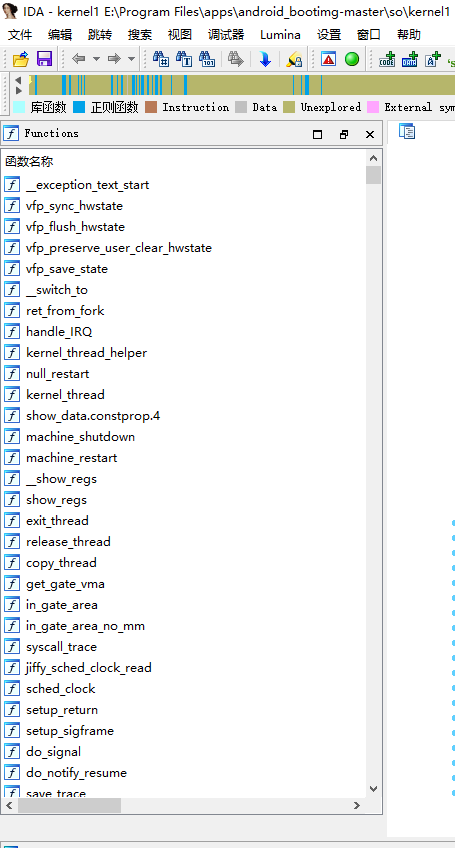 IDA - kernel1 E:\Program Files\apps\android_bootimg-master\so\kernel1
文件 编辑 跳转 搜索 视图 调试器 Lumina 设置 窗口 帮助
库函数 正则函数 Instruction Data Unexplored External sym
Functions
函数名称
__exception_text_start
vfp_sync_hwstate
vfp_flush_hwstate
vfp_preserve_user_clear_hwstate
vfp_save_state
__switch_to
ret_from_fork
handle_IRQ
kernel_thread_helper
null_restart
kernel_thread
show_data.constprop.4
machine_shutdown
machine_restart
__show_regs
show_regs
exit_thread
release_thread
copy_thread
get_gate_vma
in_gate_area
in_gate_area_no_mm
syscall_trace
jiffy_sched_clock_read
sched_clock
setup_return
setup_sigframe
do_signal
do_notify_resume
save_trace